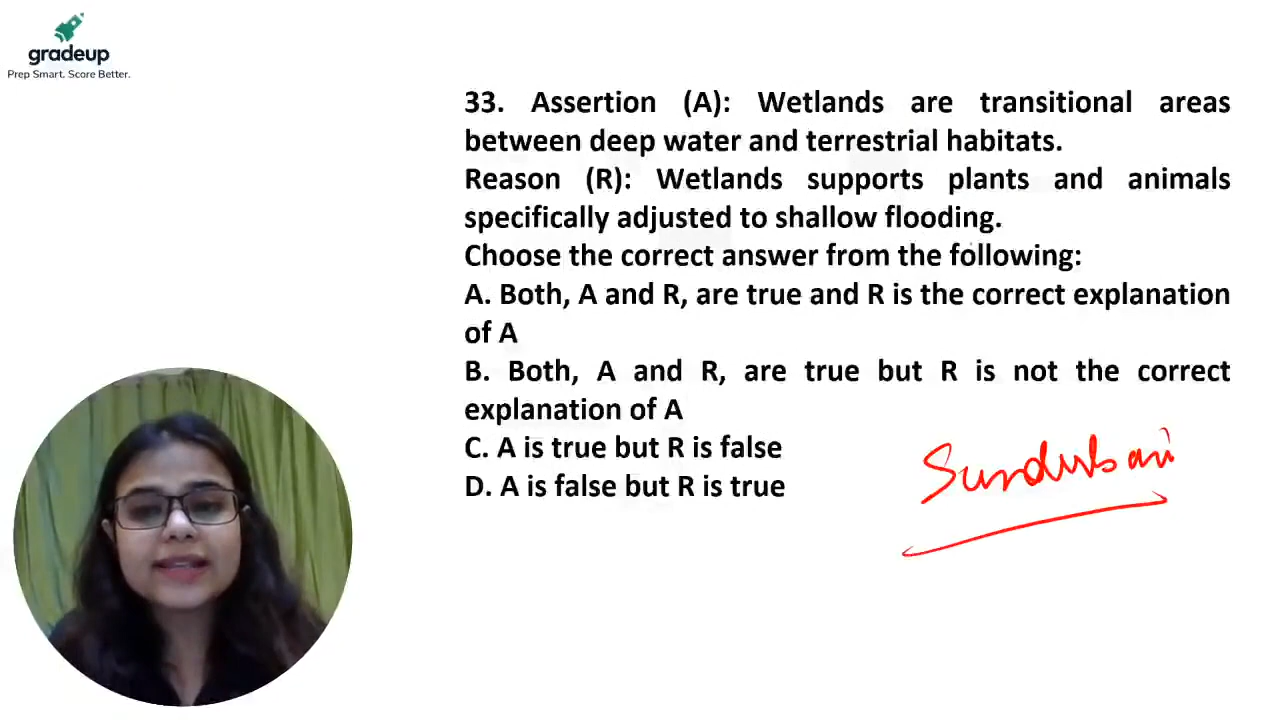 gradeup
Prep Smart. Score Better.
33. Assertion (A): Wetlands are transitional areas
between deep water and terrestrial habitats.
Reason (R): Wetlands supports plants and animals
specifically adjusted to shallow flooding.
Choose the correct answer from the following:
A. Both, A and R, are true and R is the correct explanation
of A
B. Both, A and R, are true but R is not the correct
explanation of A
C. A is true but R is false
D. A is false but R is true